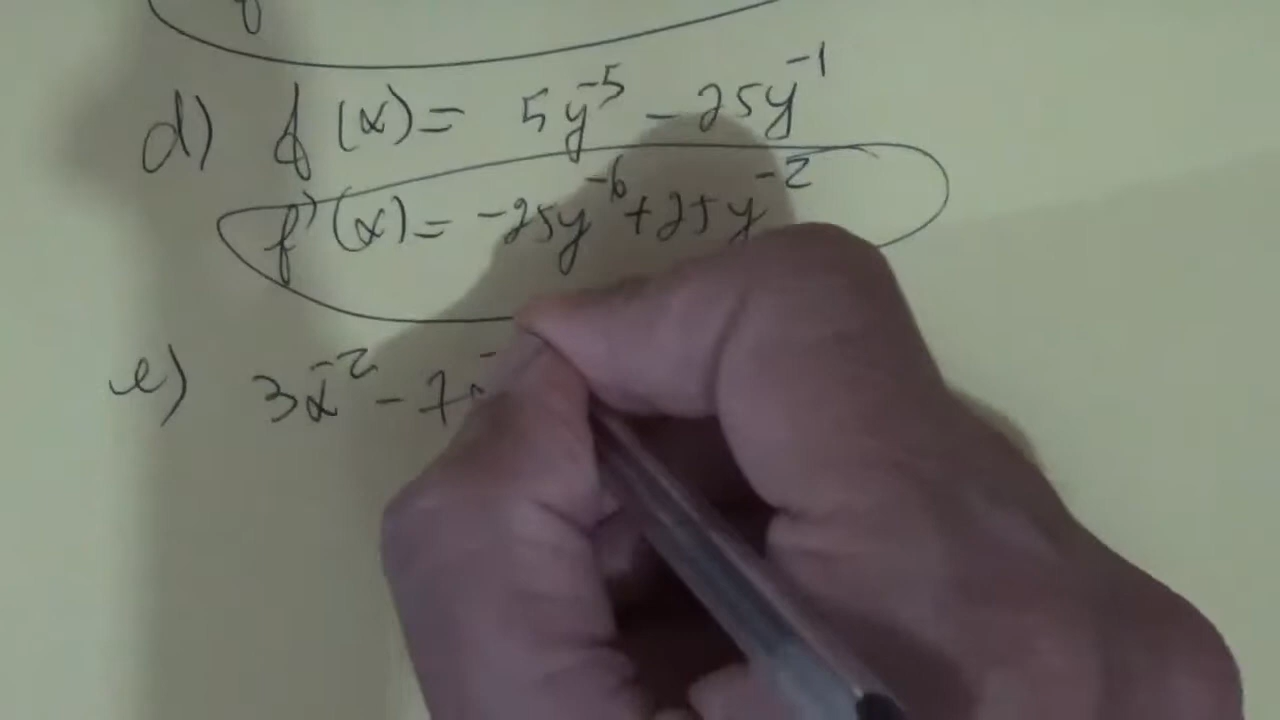 d) f(x) = 5y⁻⁵ - 25y⁻¹
f'(x) = -25y⁻⁶ + 25y⁻²
e) 3x⁻² - 7